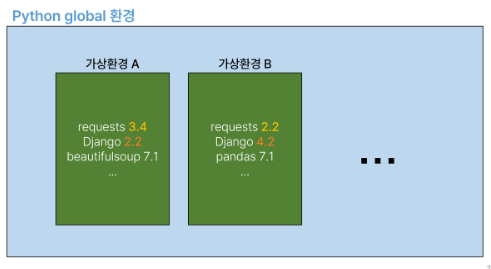 Python global 환경
가상환경 A
requests 3.4
Django 2.2
beautifulsoup 7.1
...
가상환경 B
requests 2.2
Django 4.2
pandas 7.1
...
...